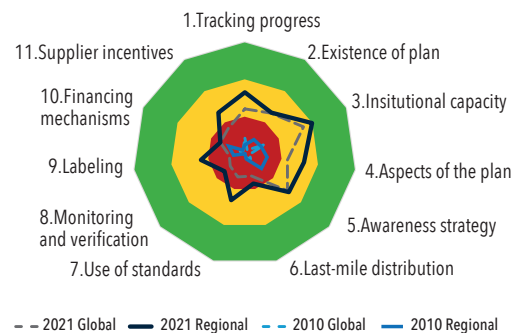 1.Tracking progress
11.Supplier incentives
2.Existence of plan
10.Financing
mechanisms
3.Insitutional capacity
9.Labeling
4.Aspects of the plan
8.Monitoring
and verification
5.Awareness strategy
7.Use of standards
6.Last-mile distribution
2021 Global
2021 Regional
2010 Global
2010 Regional